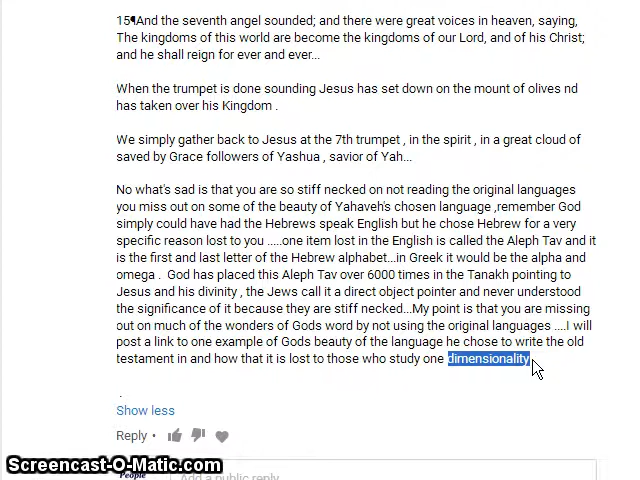 15¶And the seventh angel sounded; and there were great voices in heaven, saying,
The kingdoms of this world are become the kingdoms of our Lord, and of his Christ;
and he shall reign for ever and ever...
When the trumpet is done sounding Jesus has set down on the mount of olives nd
has taken over his Kingdom .
We simply gather back to Jesus at the 7th trumpet , in the spirit , in a great cloud of
saved by Grace followers of Yashua , savior of Yah...
No what's sad is that you are so stiff necked on not reading the original languages
you miss out on some of the beauty of Yahaveh's chosen language ,remember God
simply could have had the Hebrews speak English but he chose Hebrew for a very
specific reason lost to you .....one item lost in the English is called the Aleph Tav and it
is the first and last letter of the Hebrew alphabet...in Greek it would be the alpha and
omega .  God has placed this Aleph Tav over 6000 times in the Tanakh pointing to
Jesus and his divinity , the Jews call it a direct object pointer and never understood
the significance of it because they are stiff necked...My point is that you are missing
out on much of the wonders of Gods word by not using the original languages ....I will
post a link to one example of Gods beauty of the language he chose to write the old
testament in and how that it is lost to those who study one dimensionality
.
Show less
Reply •
Screencast-O-Matic.com
People
Add a public reply